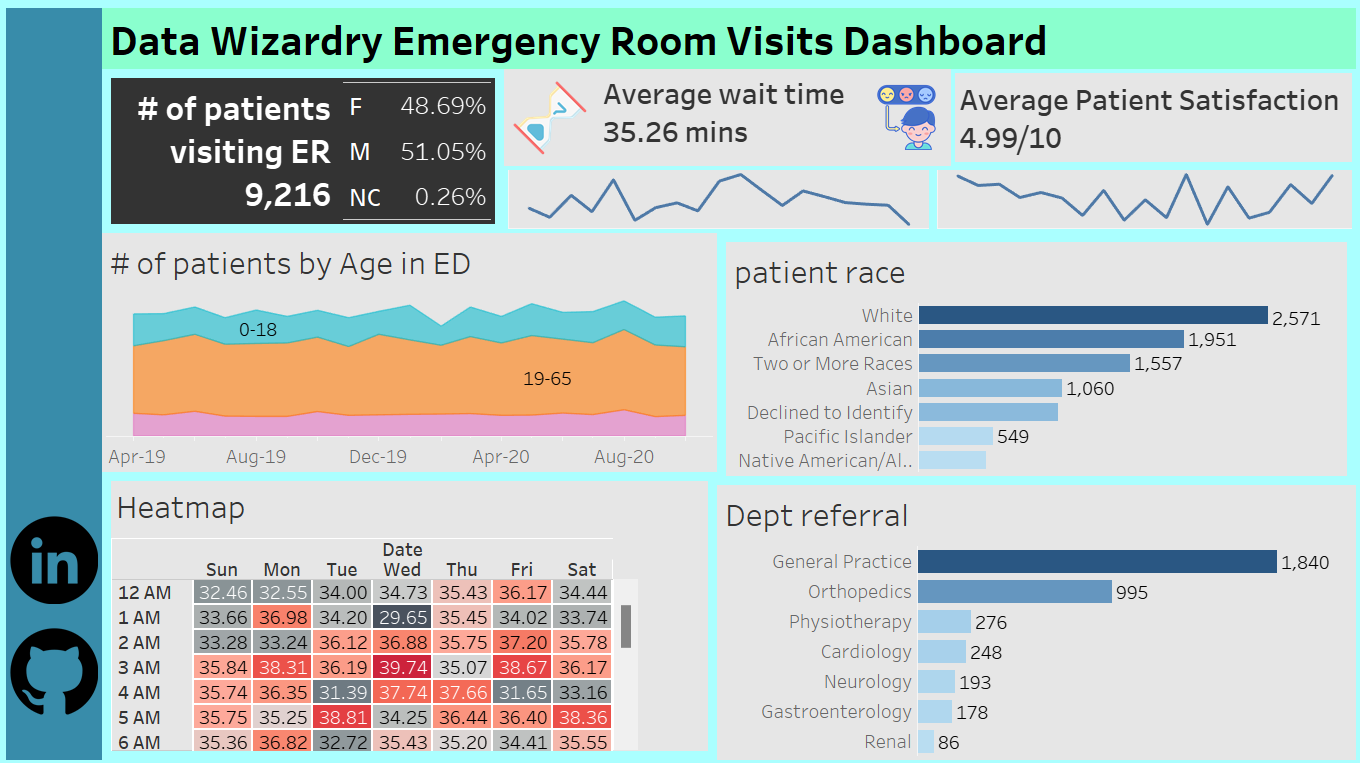 Data Wizardry Emergency Room Visits Dashboard
# of patients
visiting ER
9,216
F 48.69%
M 51.05%
NC 0.26%
Average wait time
35.26 mins
Average Patient Satisfaction
4.99/10
# of patients by Age in ED
0-18
19-65
Apr-19 Aug-19 Dec-19 Apr-20 Aug-20
patient race
White 2,571
African American 1,951
Two or More Races 1,557
Asian 1,060
Declined to Identify
Pacific Islander 549
Native American/Al..
Heatmap
Date
Sun Mon Tue Wed Thu Fri Sat
12 AM 32.46 32.55 34.00 34.73 35.43 36.17 34.44
1 AM 33.66 36.98 34.20 29.65 35.45 34.02 33.74
2 AM 33.28 33.24 36.12 36.88 35.75 37.20 35.78
3 AM 35.84 38.31 36.19 39.74 35.07 38.67 36.17
4 AM 35.74 36.35 31.39 37.74 37.66 31.65 33.16
5 AM 35.75 35.25 38.81 34.25 36.44 36.40 38.36
6 AM 35.36 36.82 32.72 35.43 35.20 34.41 35.55
Dept referral
General Practice 1,840
Orthopedics 995
Physiotherapy 276
Cardiology 248
Neurology 193
Gastroenterology 178
Renal 86
in